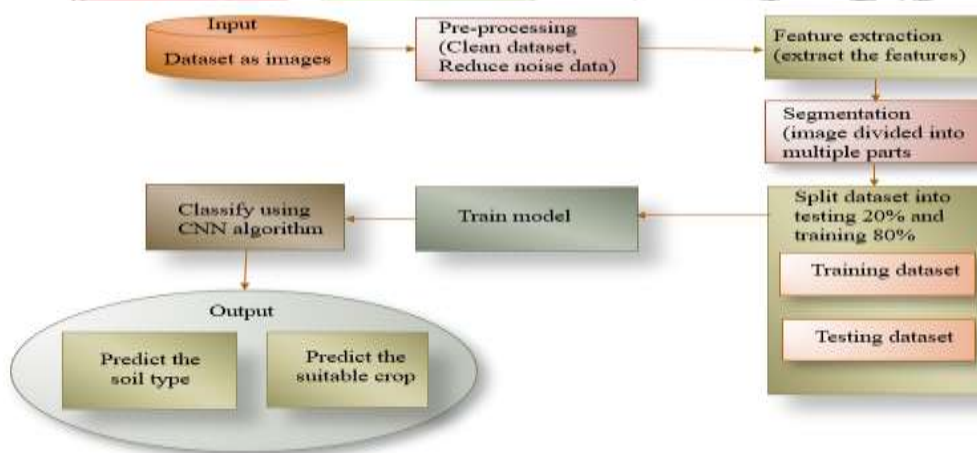 Input
Dataset as images
Pre-processing
(Clean dataset,
Reduce noise data)
Feature extraction
(extract the features)
Segmentation
(image divided into
multiple parts
Split dataset into
testing 20% and
training 80%
Training dataset
Testing dataset
Train model
Classify using
CNN algorithm
Output
Predict the
soil type
Predict the
suitable crop